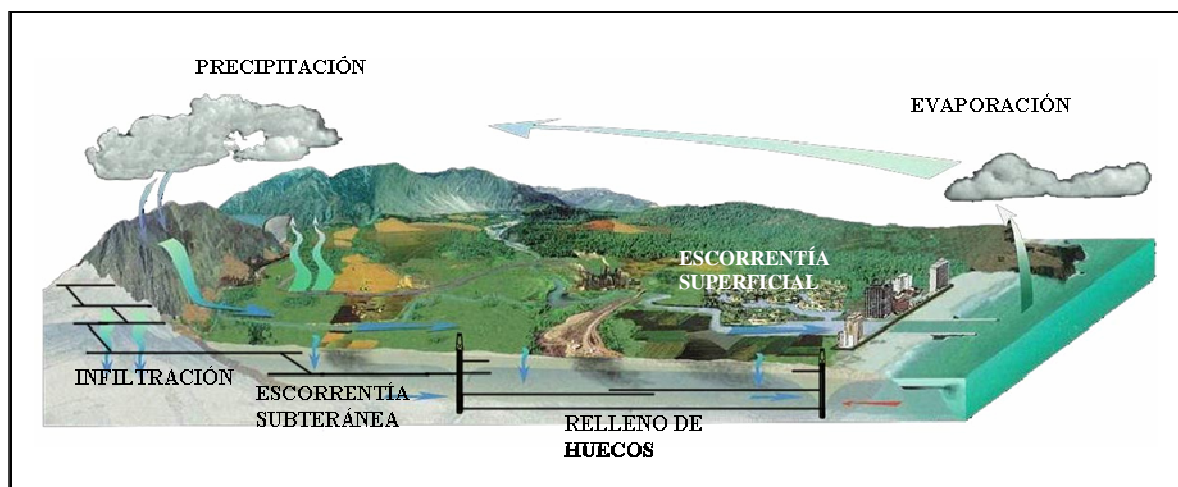 PRECIPITACIÓN
EVAPORACIÓN
ESCORRENTÍA
SUPERFICIAL
INFILTRACIÓN
ESCORRENTÍA
SUBTERÁNEA
RELLENO DE
HUECOS